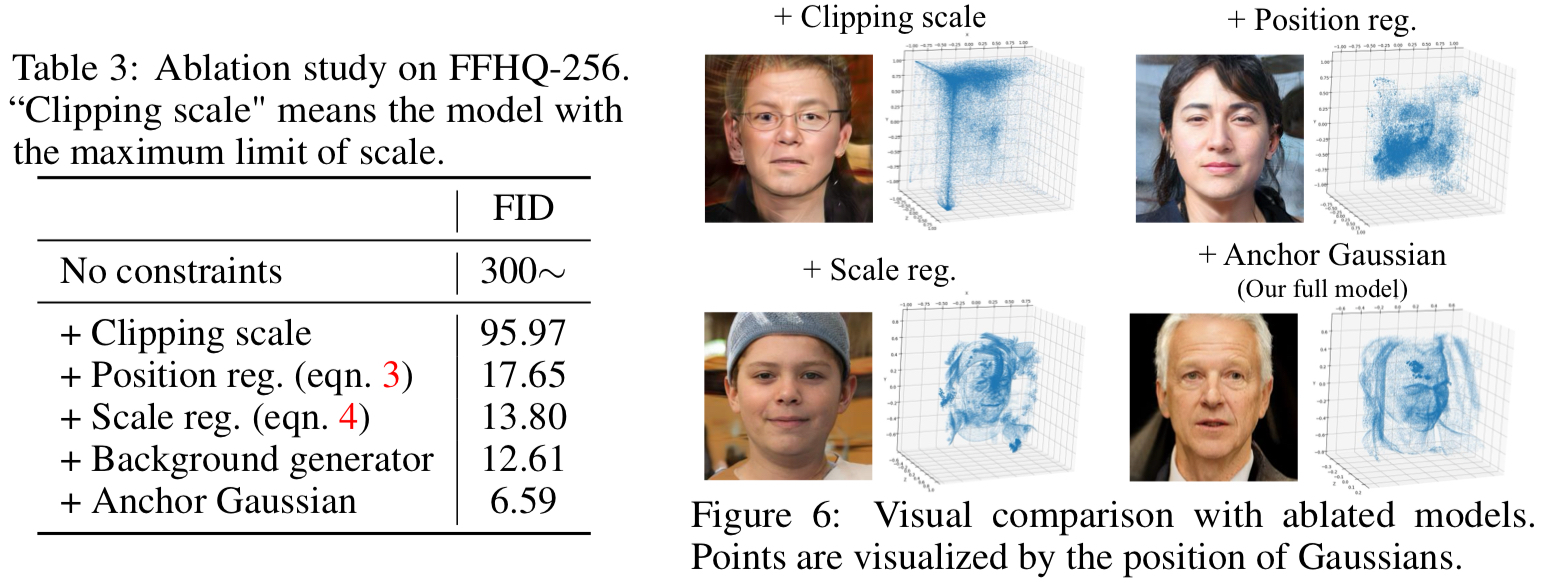 Table 3: Ablation study on FFHQ-256.
“Clipping scale" means the model with
the maximum limit of scale.
FID
No constraints 300~
+ Clipping scale 95.97
+ Position reg. (eqn. 3) 17.65
+ Scale reg. (eqn. 4) 13.80
+ Background generator 12.61
+ Anchor Gaussian 6.59
+ Clipping scale
+ Position reg.
+ Scale reg.
+ Anchor Gaussian
(Our full model)
Figure 6: Visual comparison with ablated models.
Points are visualized by the position of Gaussians.